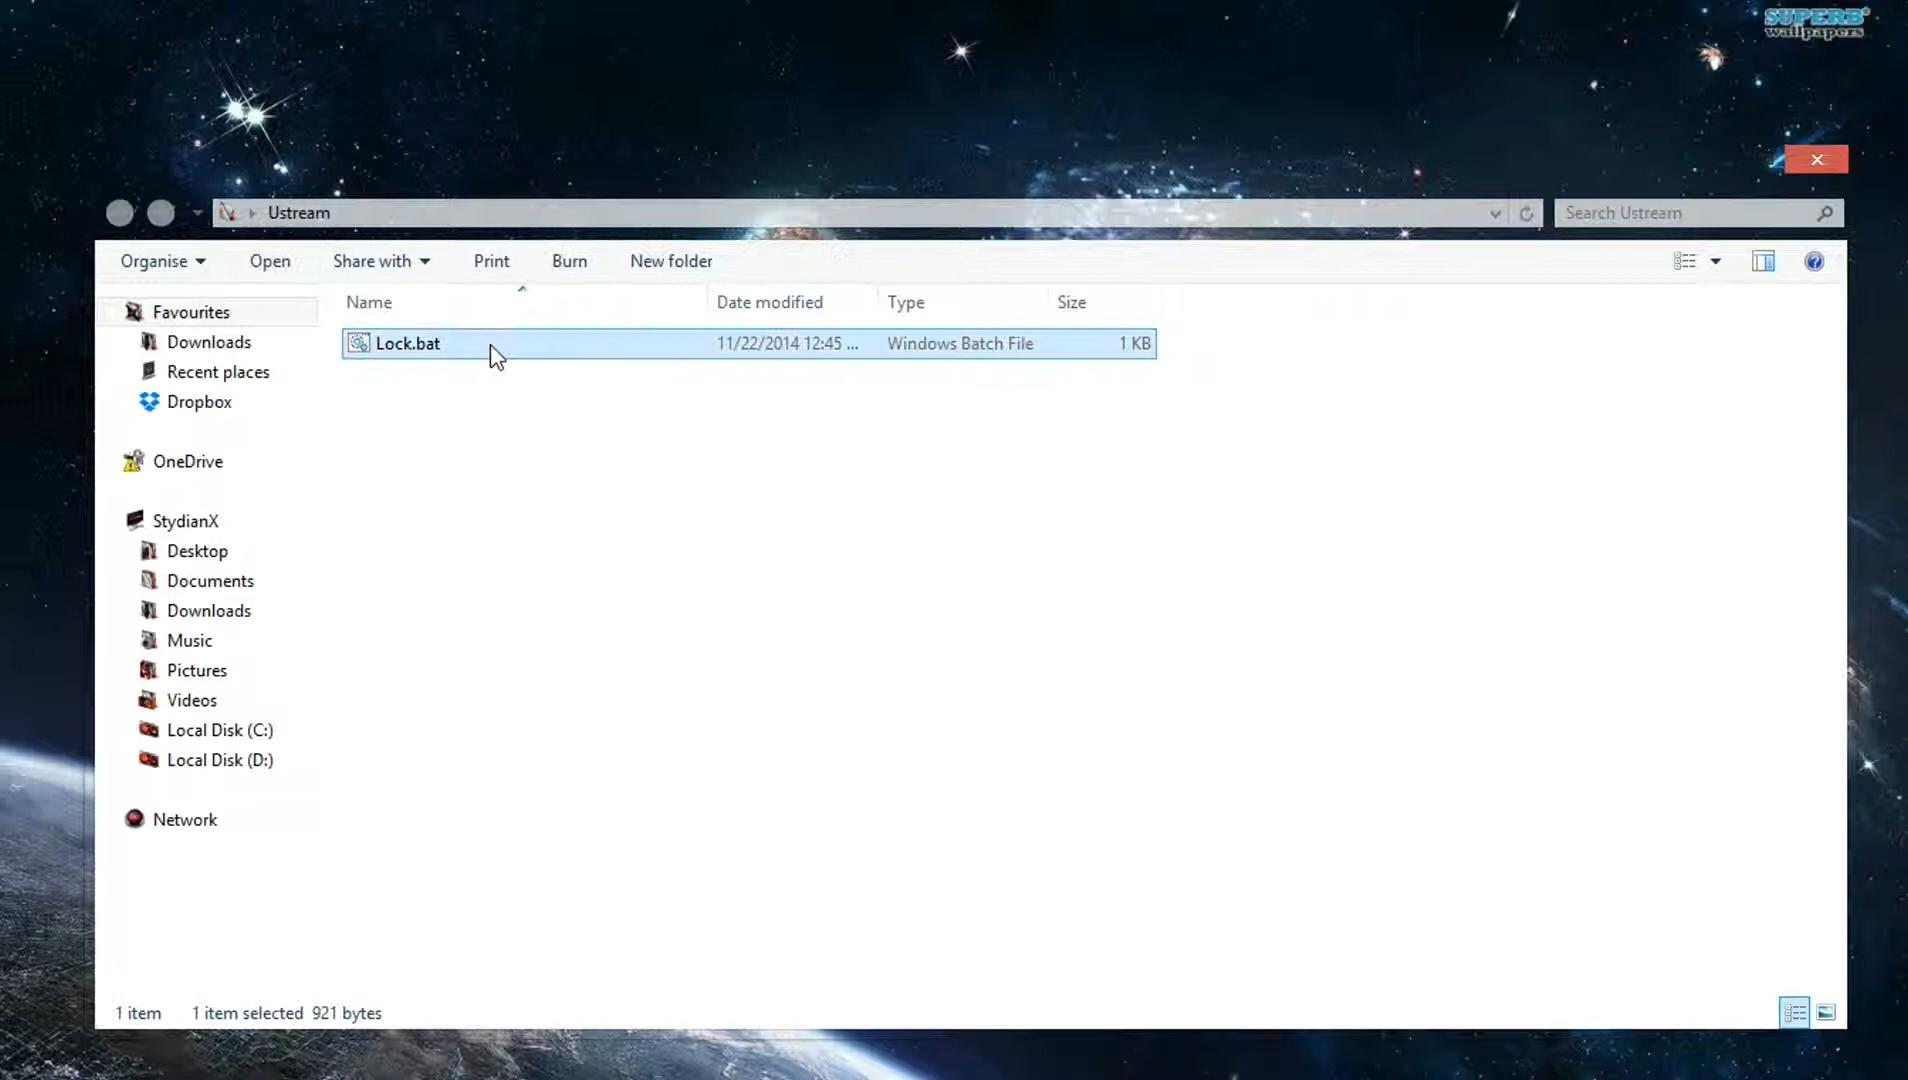 SUPERB
wallpapers
Ustream
Search Ustream
Organise
Open
Share with
Print
Burn
New folder
Name
Date modified
Type
Size
Lock.bat
11/22/2014 12:45 ...
Windows Batch File
1 KB
Favourites
Downloads
Recent places
Dropbox
OneDrive
StydianX
Desktop
Documents
Downloads
Music
Pictures
Videos
Local Disk (C:)
Local Disk (D:)
Network
1 item
1 item selected 921 bytes